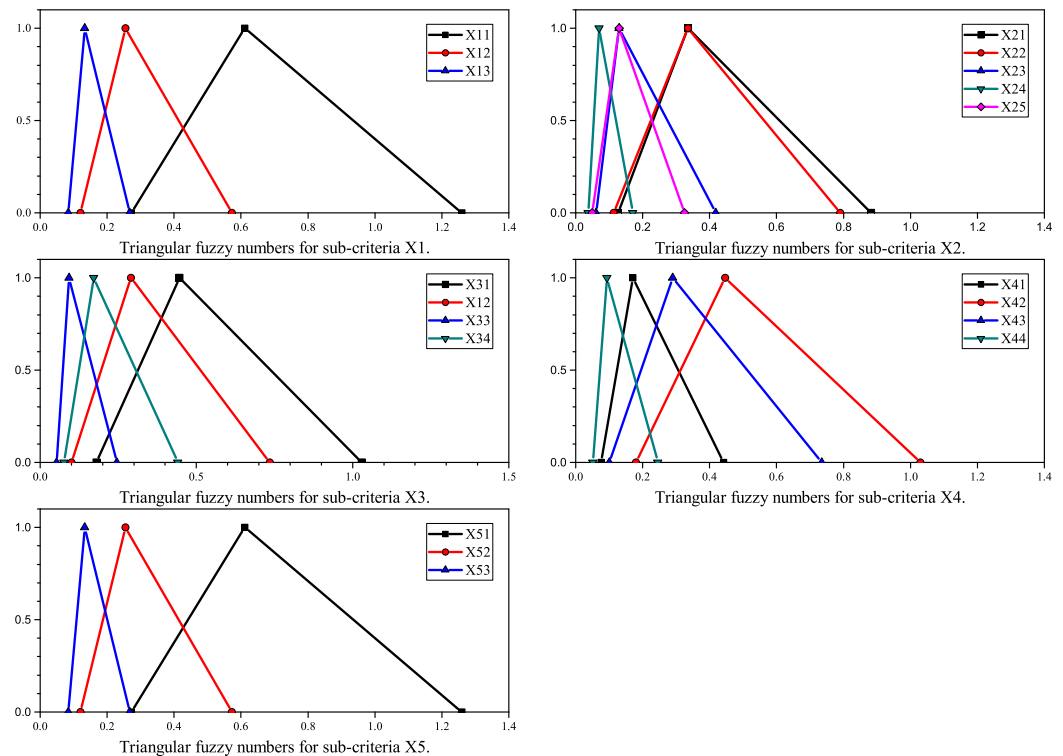 1.0
0.5
0.0
X11
X12
X13
0.0 0.2 0.4 0.6 0.8 1.0 1.2 1.4
Triangular fuzzy numbers for sub-criteria X1.
1.0
0.5
0.0
X21
X22
X23
X24
X25
0.0 0.2 0.4 0.6 0.8 1.0 1.2 1.4
Triangular fuzzy numbers for sub-criteria X2.
1.0
0.5
0.0
X31
X12
X33
X34
0.0 0.5 1.0 1.5
Triangular fuzzy numbers for sub-criteria X3.
1.0
0.5
0.0
X41
X42
X43
X44
0.0 0.2 0.4 0.6 0.8 1.0 1.2 1.4
Triangular fuzzy numbers for sub-criteria X4.
1.0
0.5
0.0
X51
X52
X53
0.0 0.2 0.4 0.6 0.8 1.0 1.2 1.4
Triangular fuzzy numbers for sub-criteria X5.